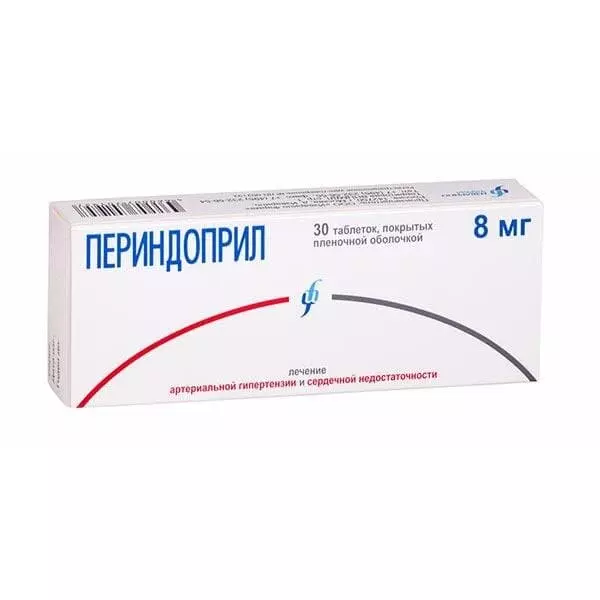 ПЕРИНДОПРИЛ
30 таблеток, покрытых
пленочной оболочкой
8 мг
лечение
артериальной гипертензии и сердечной недостаточности